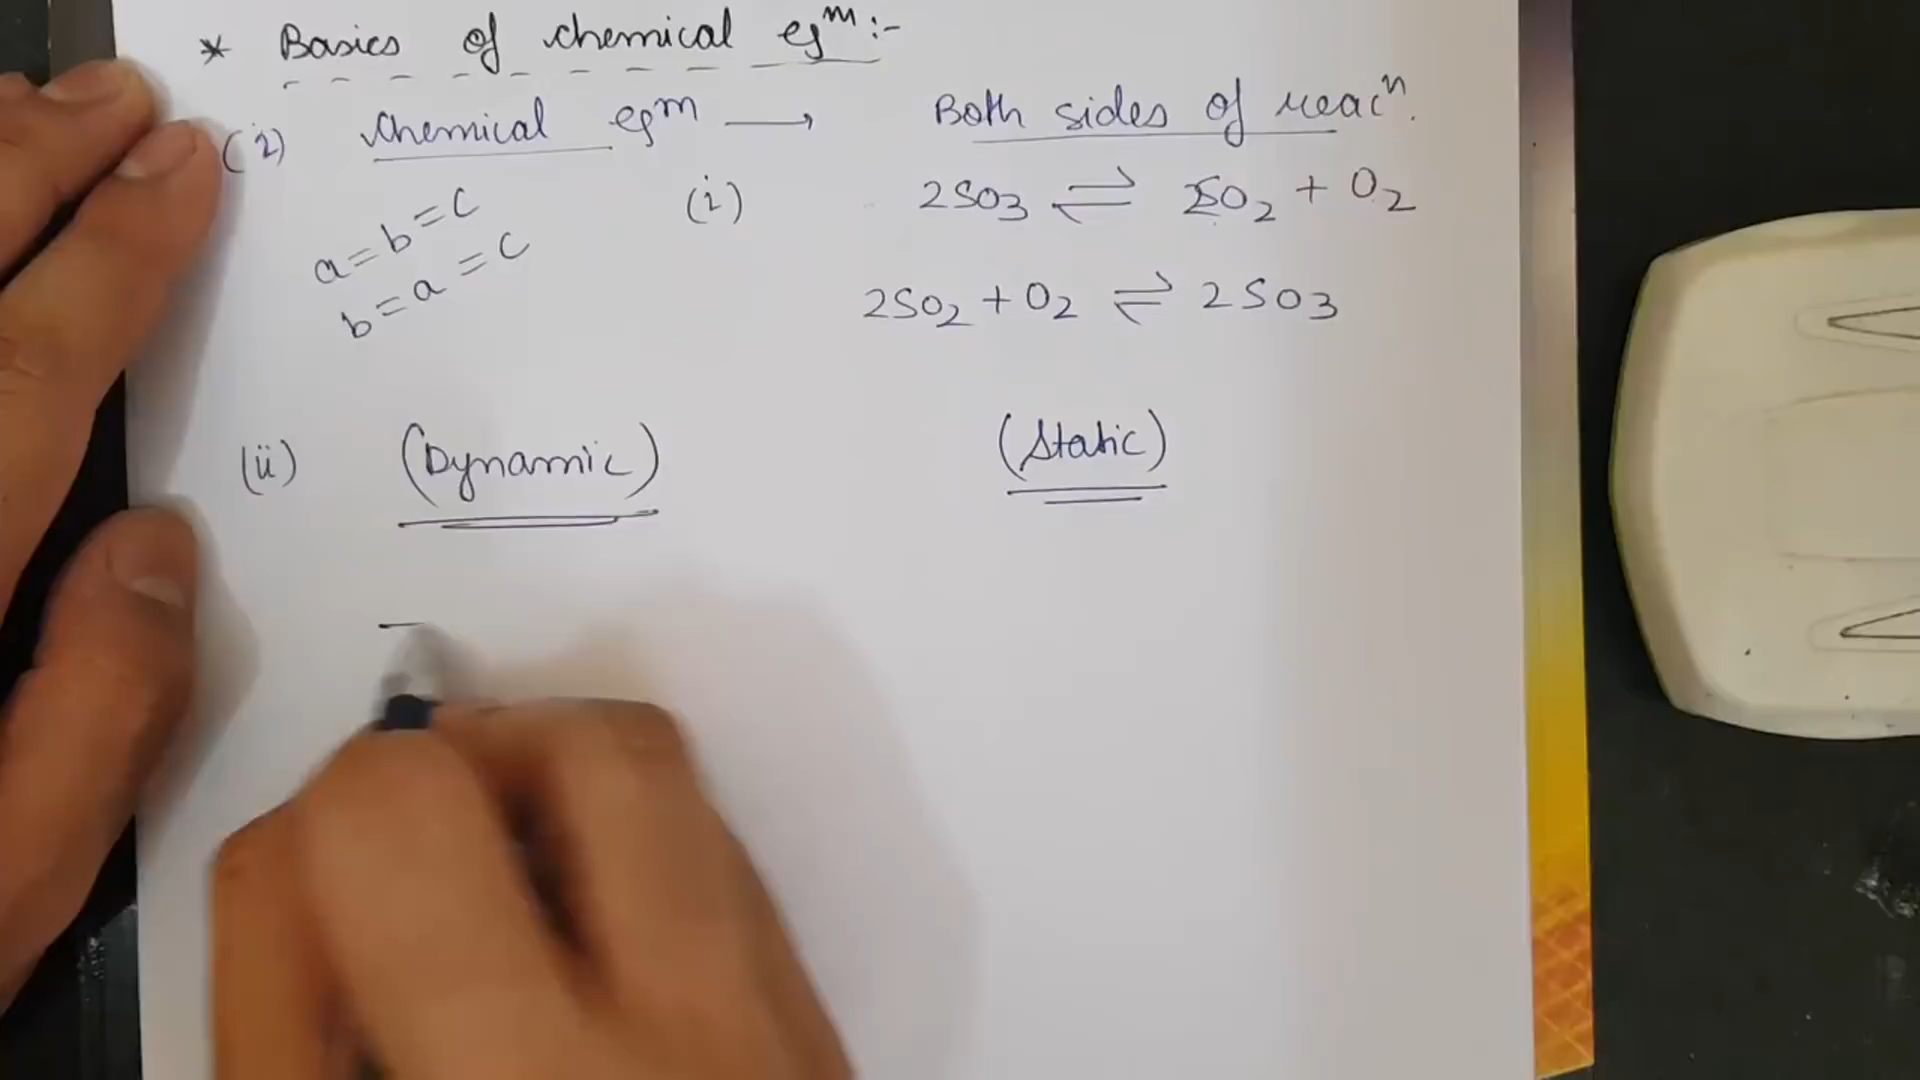 * Basics of chemical eqᵐ :-
(i) Chemical eqᵐ → Both sides of reacⁿ.
a = b = c
b = a = c
(i) 2SO₃ ⇌ 2SO₂ + O₂
2SO₂ + O₂ ⇌ 2SO₃
(ii) (Dynamic) (Static)